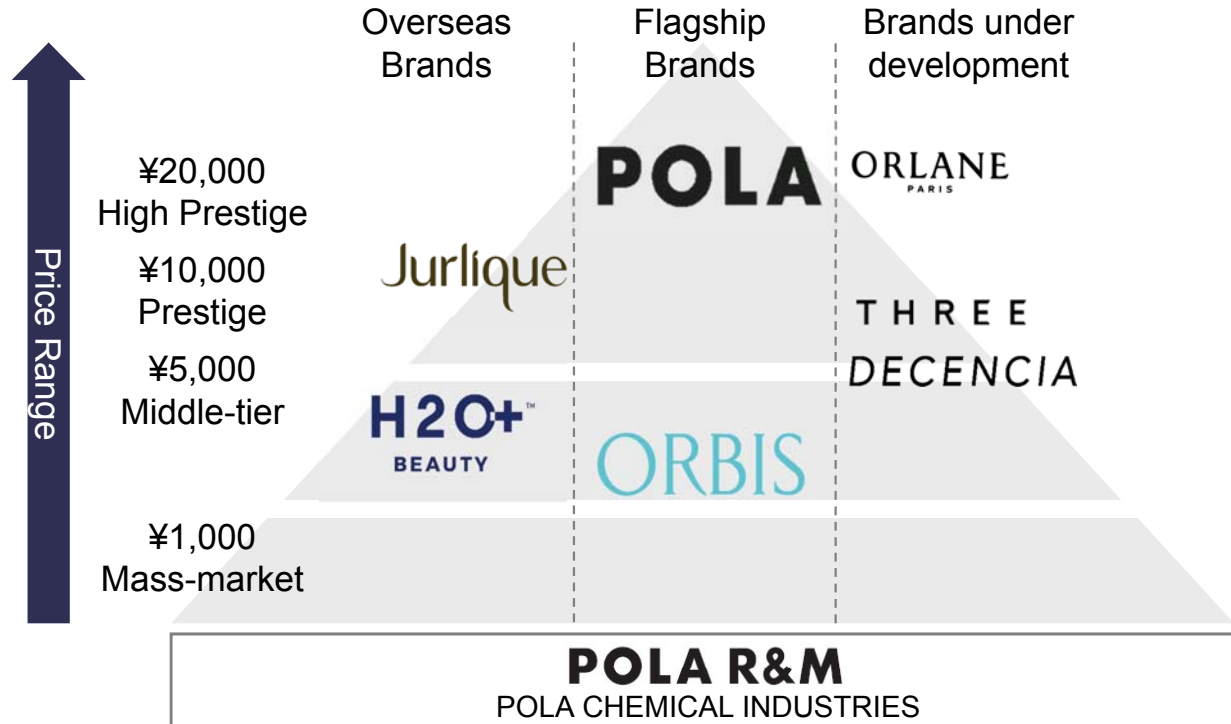 Overseas
Brands
Flagship
Brands
Brands under
development
Price Range
¥20,000
High Prestige
¥10,000
Prestige
¥5,000
Middle-tier
¥1,000
Mass-market
Jurlique
H2O+™
BEAUTY
POLA
ORBIS
ORLANE
PARIS
THREE
DECENCIA
POLA R&M
POLA CHEMICAL INDUSTRIES